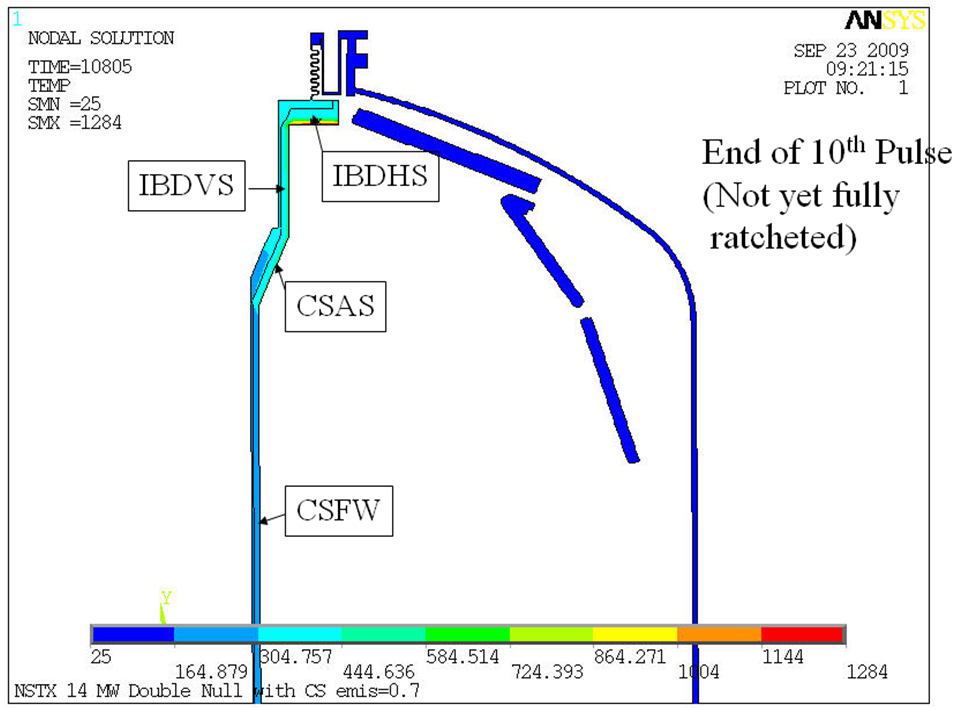 1
ANSYS
NODAL SOLUTION
TIME=10805
TEMP
SMN =25
SMX =1284
SEP 23 2009
09:21:15
PLOT NO. 1
End of 10th Pulse
(Not yet fully
ratcheted)
IBDVS
IBDHS
CSAS
CSFW
Y
25
164.879
304.757
444.636
584.514
724.393
864.271
1004
1144
1284
NSTX 14 MW Double Null with CS emis=0.7